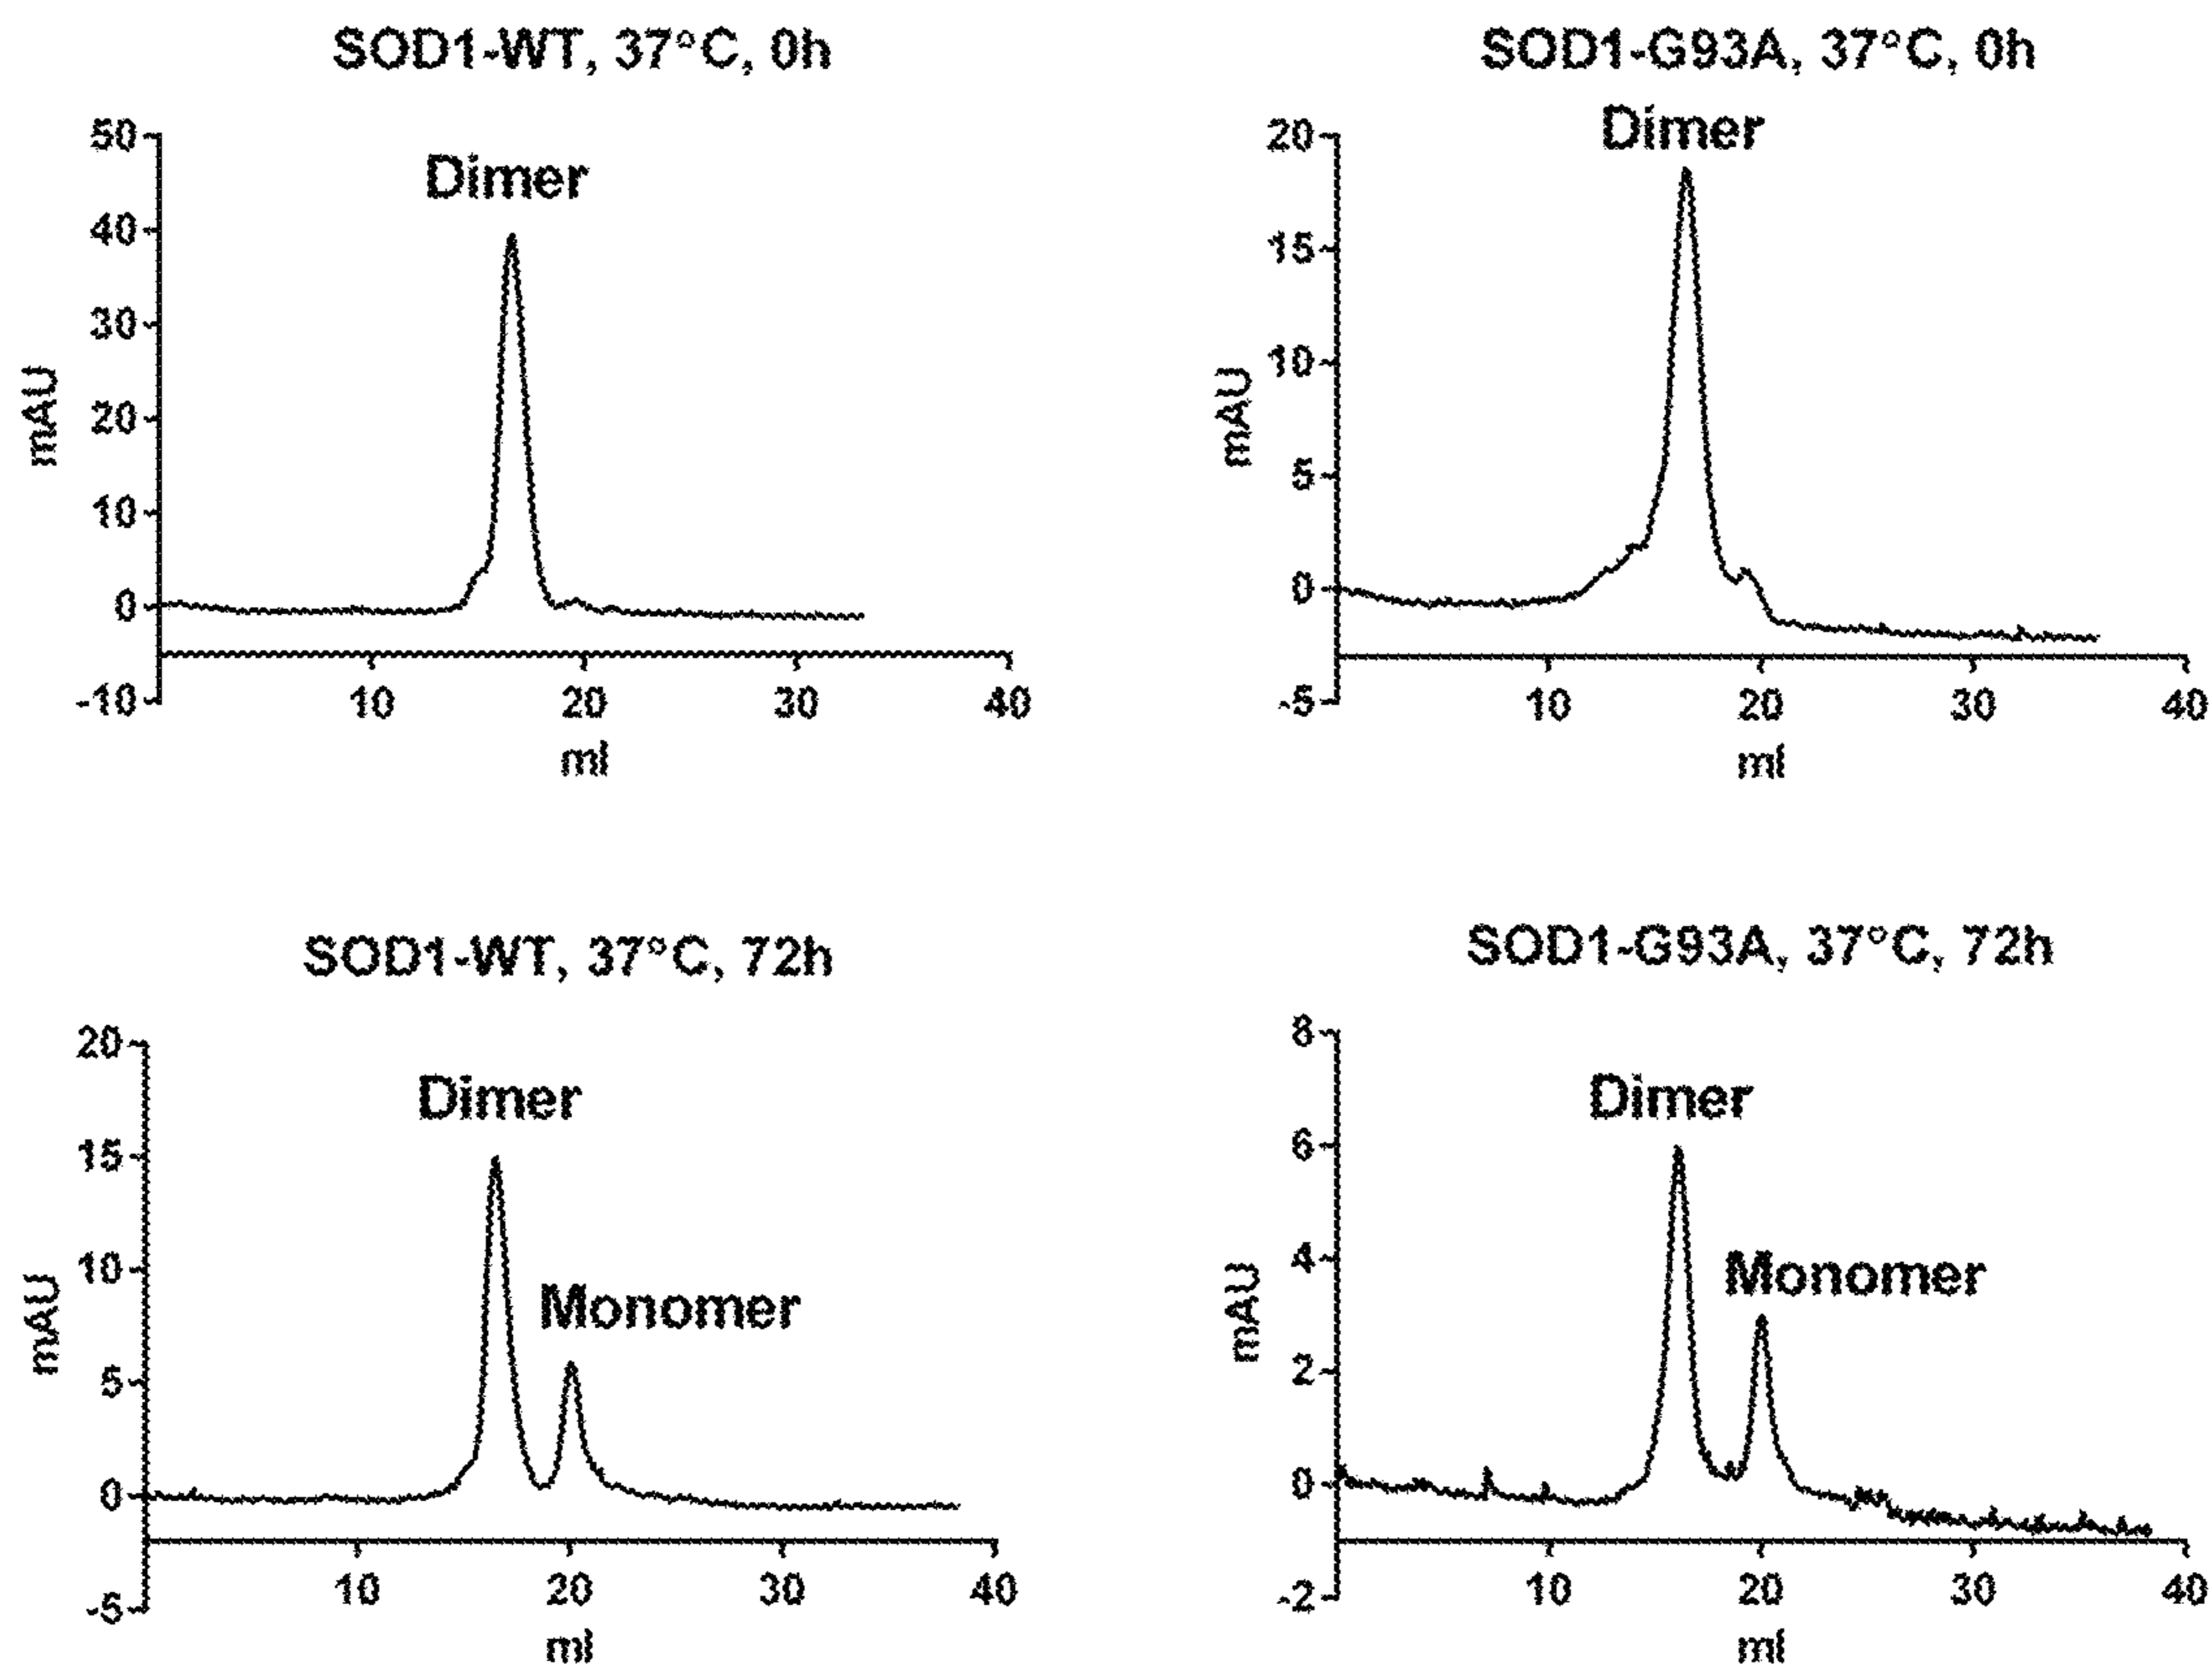 SOD1-WT, 37°C, 0h
Dimer
50
40
30
20
10
0
-10
mAU
10 20 30 40
ml
SOD1-G93A, 37°C, 0h
Dimer
20
15
10
5
0
-5
mAU
10 20 30 40
ml
SOD1-WT, 37°C, 72h
Dimer
Monomer
20
15
10
5
0
-5
mAU
10 20 30 40
ml
SOD1-G93A, 37°C, 72h
Dimer
Monomer
8
6
4
2
0
-2
mAU
10 20 30 40
ml